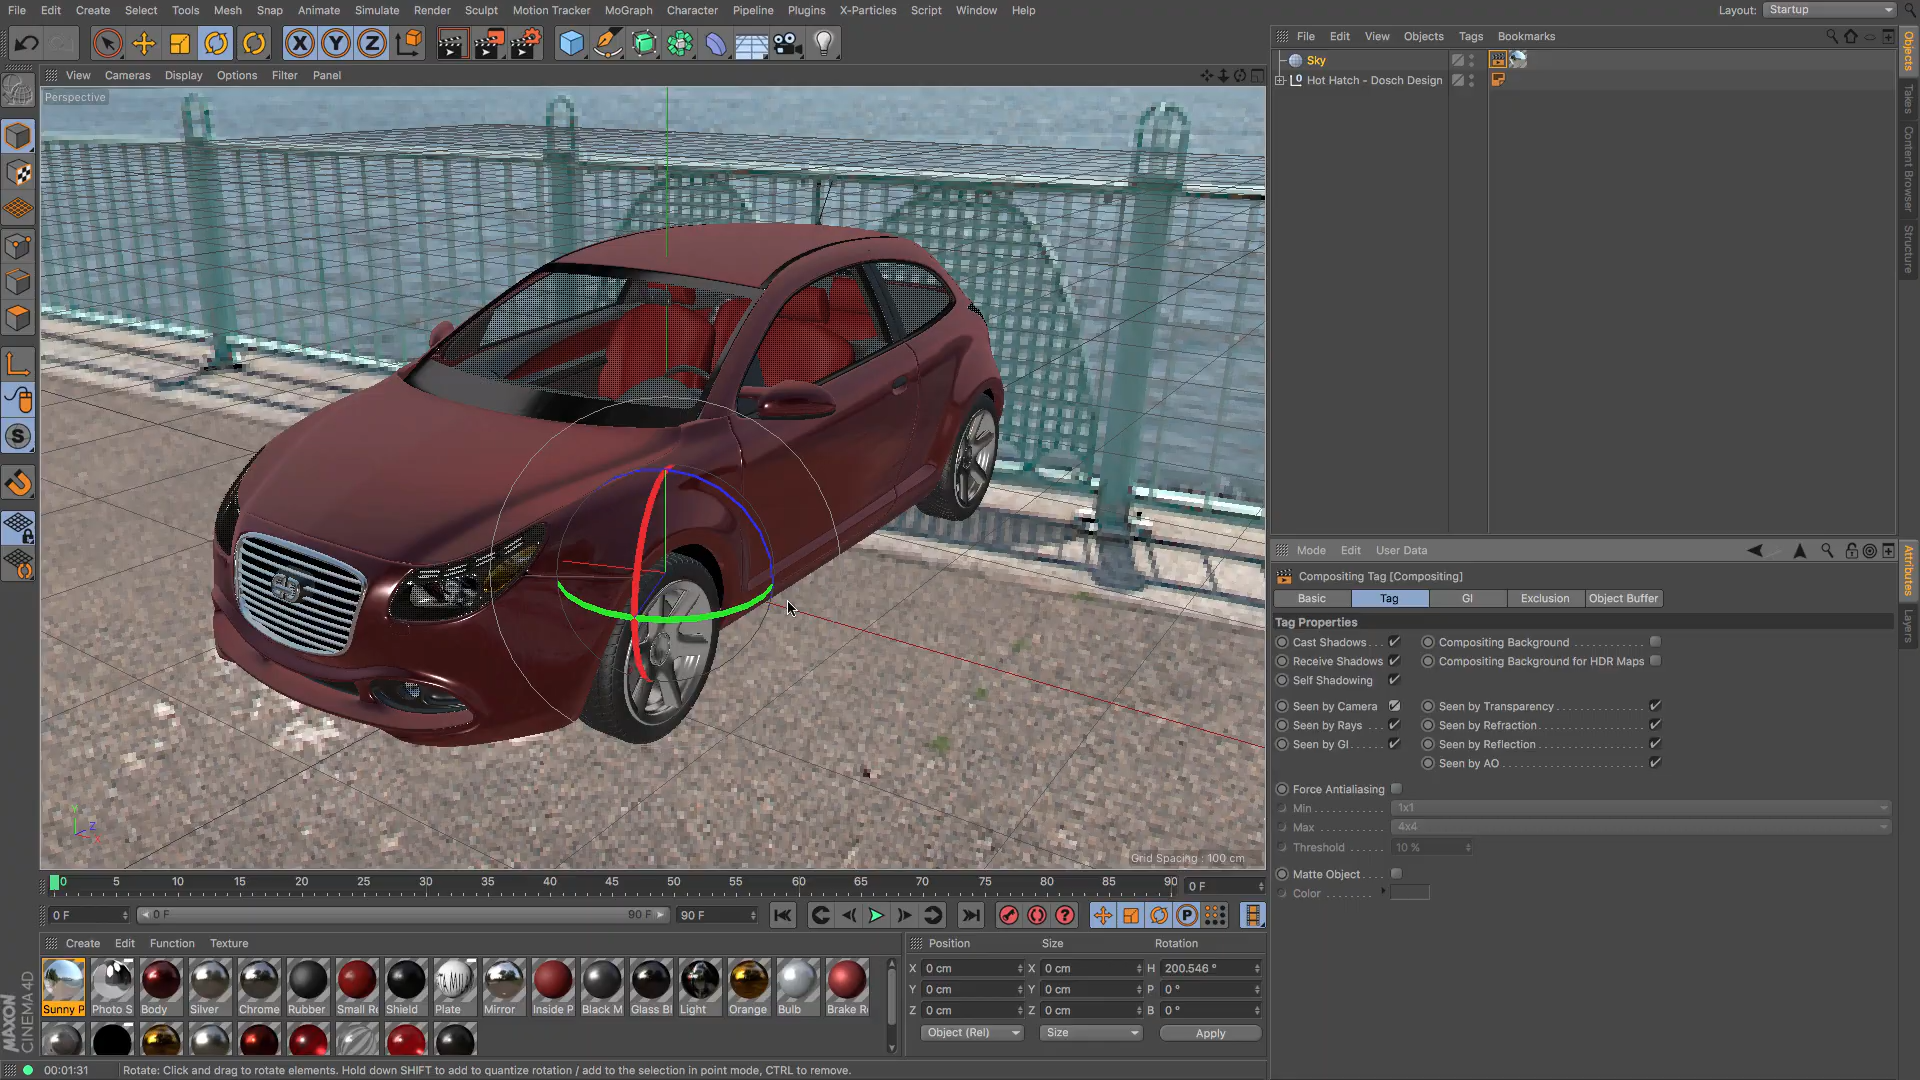 File Edit Create Select Tools Mesh Snap Animate Simulate Render Sculpt Motion Tracker MoGraph Character Pipeline Plugins X-Particles Script Window Help
Layout: Startup
X Y Z
View Cameras Display Options Filter Panel
Perspective
Grid Spacing : 100 cm
File Edit View Objects Tags Bookmarks
Sky
Hot Hatch - Dosch Design
Objects
Takes
Content Browser
Structure
Mode Edit User Data
Compositing Tag [Compositing]
Basic Tag GI Exclusion Object Buffer
Tag Properties
Cast Shadows Compositing Background
Receive Shadows Compositing Background for HDR Maps
Self Shadowing
Seen by Camera Seen by Transparency
Seen by Rays Seen by Refraction
Seen by GI Seen by Reflection
Seen by AO
Force Antialiasing
Min 1x1
Max 4x4
Threshold 10 %
Matte Object
Color
Attributes
Layers
0 5 10 15 20 25 30 35 40 45 50 55 60 65 70 75 80 85 90 0 F
0 F 0 F 90 F 90 F
Create Edit Function Texture
Sunny P Photo S Body Silver Chrome Rubber Small Re Shield Plate Mirror Inside P Black M Glass Bl Light Orange Bulb Brake Re
Position Size Rotation
X 0 cm X 0 cm H 200.546 °
Y 0 cm Y 0 cm P 0 °
Z 0 cm Z 0 cm B 0 °
Object (Rel) Size Apply
MAXON
CINEMA 4D
00:01:31 Rotate: Click and drag to rotate elements. Hold down SHIFT to add to quantize rotation / add to the selection in point mode, CTRL to remove.